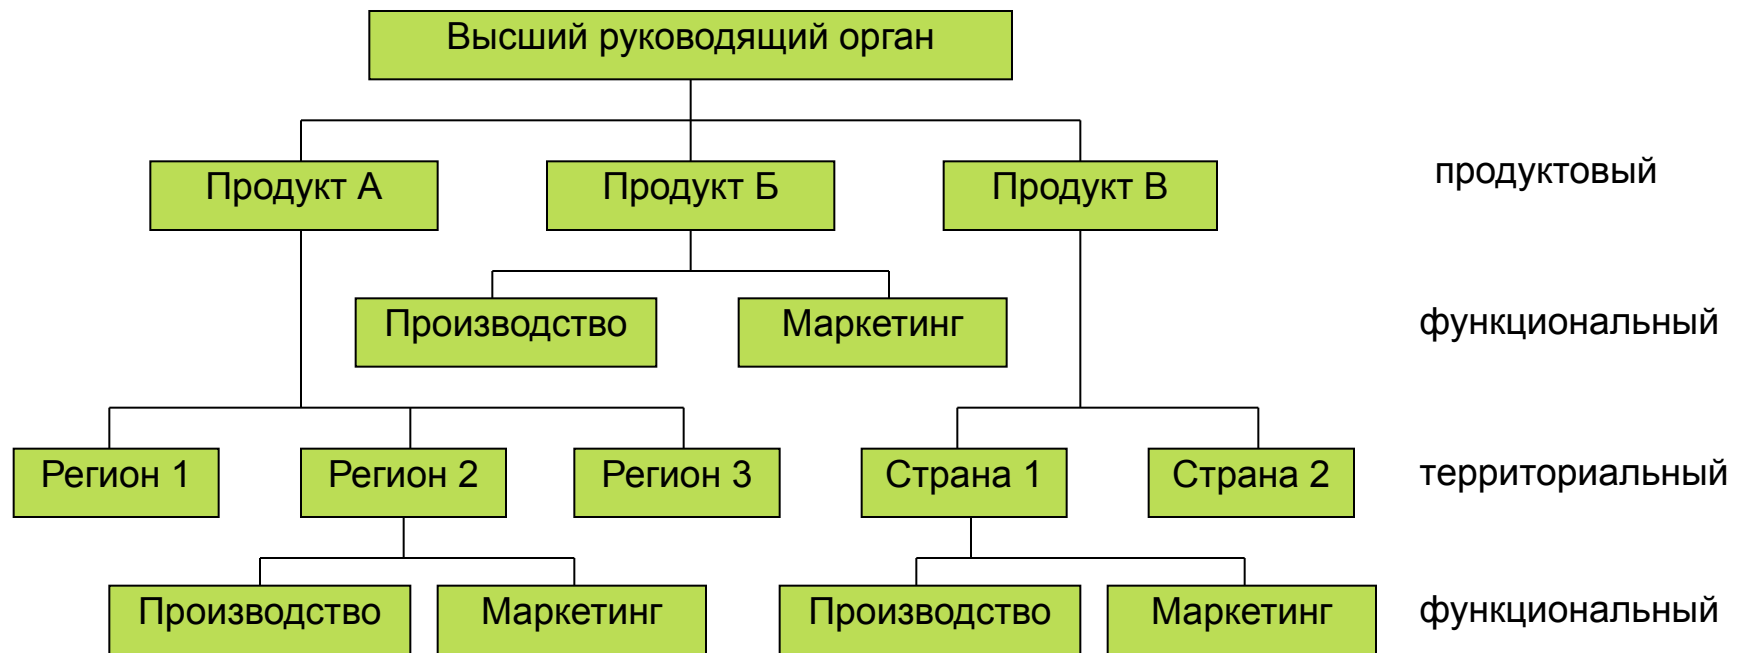 Высший руководящий орган
Продукт А
Продукт Б
Продукт В
продуктовый
Производство
Маркетинг
функциональный
Регион 1
Регион 2
Регион 3
Страна 1
Страна 2
территориальный
Производство
Маркетинг
Производство
Маркетинг
функциональный